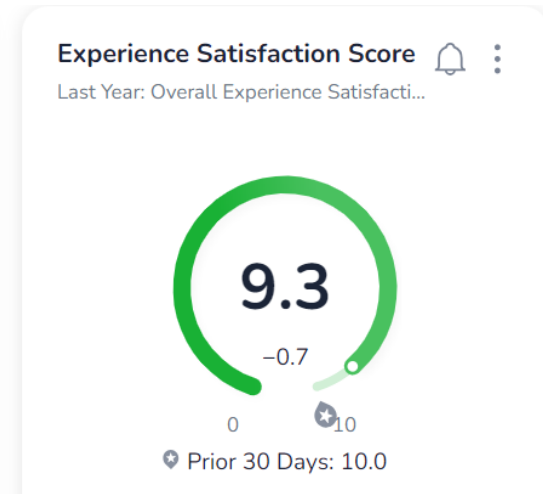 Experience Satisfaction Score
Last Year: Overall Experience Satisfacti...
9.3
−0.7
0
10
Prior 30 Days: 10.0